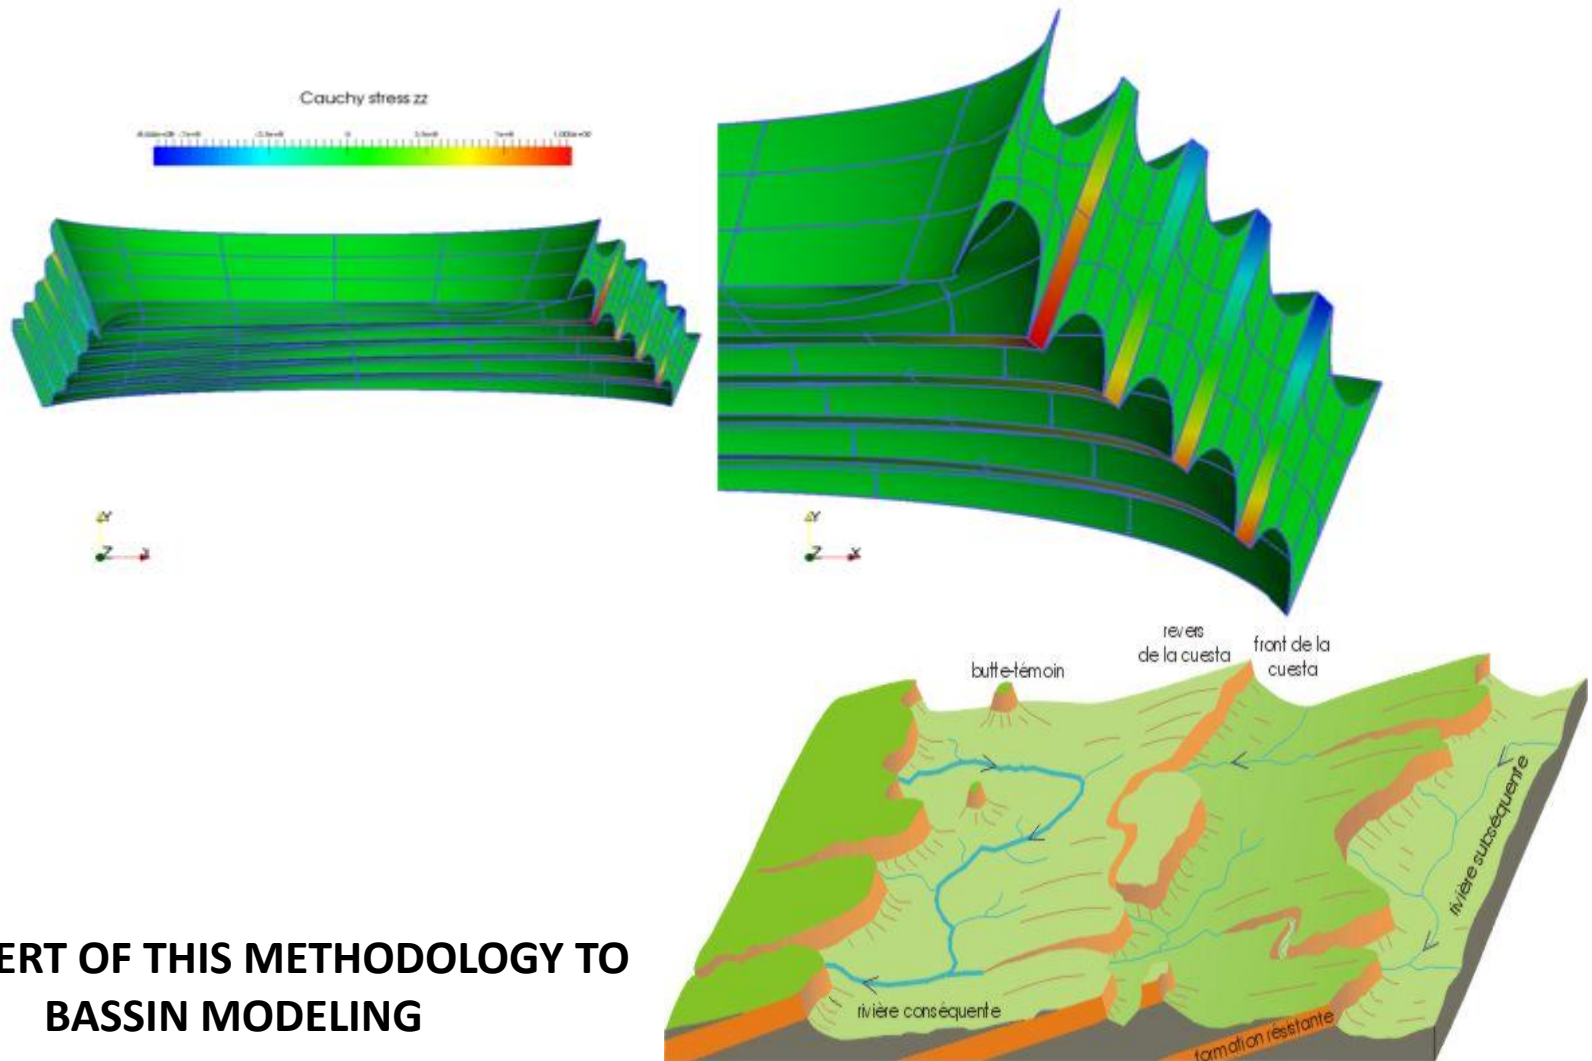 Cauchy stress zz
0
Y
Z
Y
Z X
revers
de la cuesta
front de la
cuesta
butte-témoin
rivière subséquente
rivière conséquente
formation résistante
ERT OF THIS METHODOLOGY TO
BASSIN MODELING